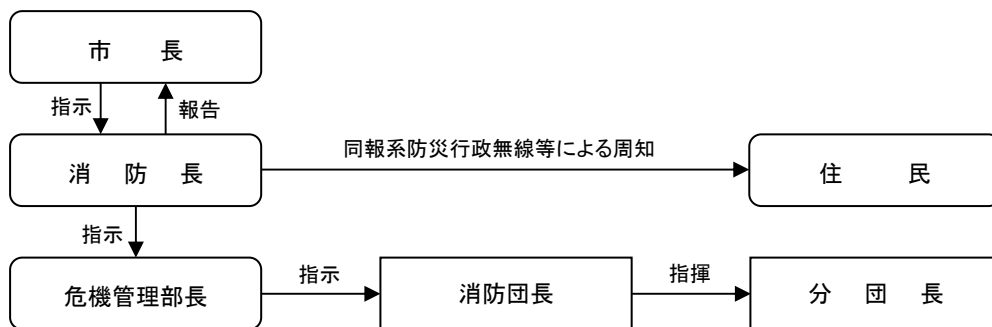 市　　長
指示
報告
同報系防災行政無線等による周知
消　防　長
住　　民
指示
危機管理部長
指示
消防団長
指揮
分　団　長